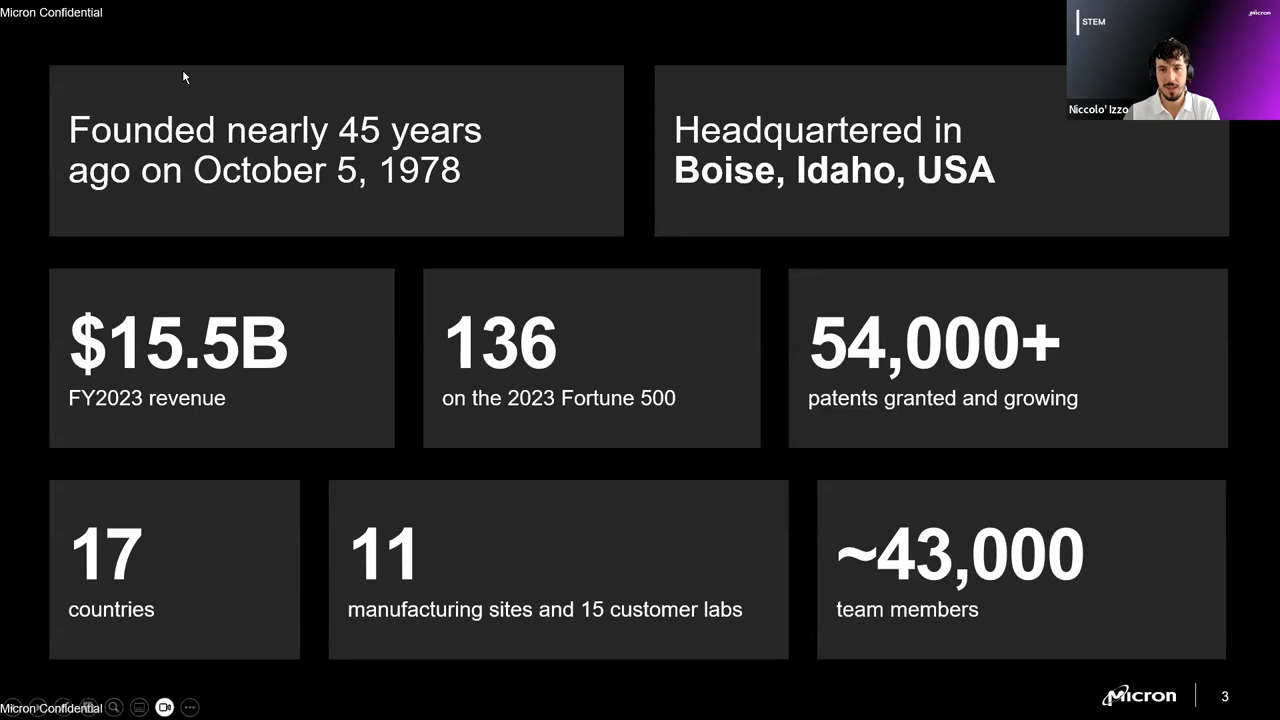 Micron Confidential
STEM
Micron
Niccolo' Izzo
Founded nearly 45 years
ago on October 5, 1978
Headquartered in
Boise, Idaho, USA
$15.5B
FY2023 revenue
136
on the 2023 Fortune 500
54,000+
patents granted and growing
17
countries
11
manufacturing sites and 15 customer labs
~43,000
team members
Micron Confidential
Micron
3